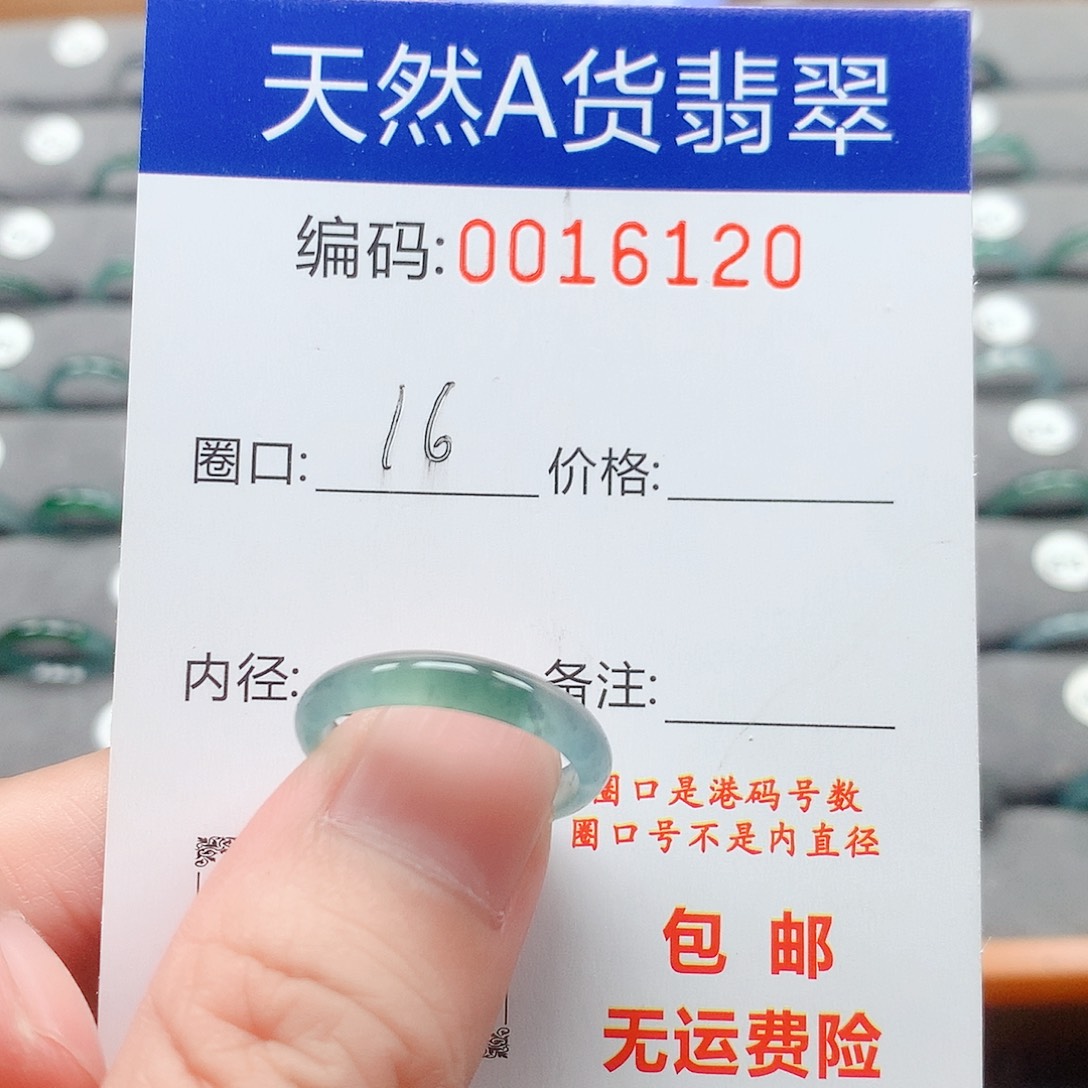 天然A货翡翠
编码:0016120
圈口: 16 价格:
内径: 备注:
圈口是港码号数
圈口号不是内直径
包邮
无运费险